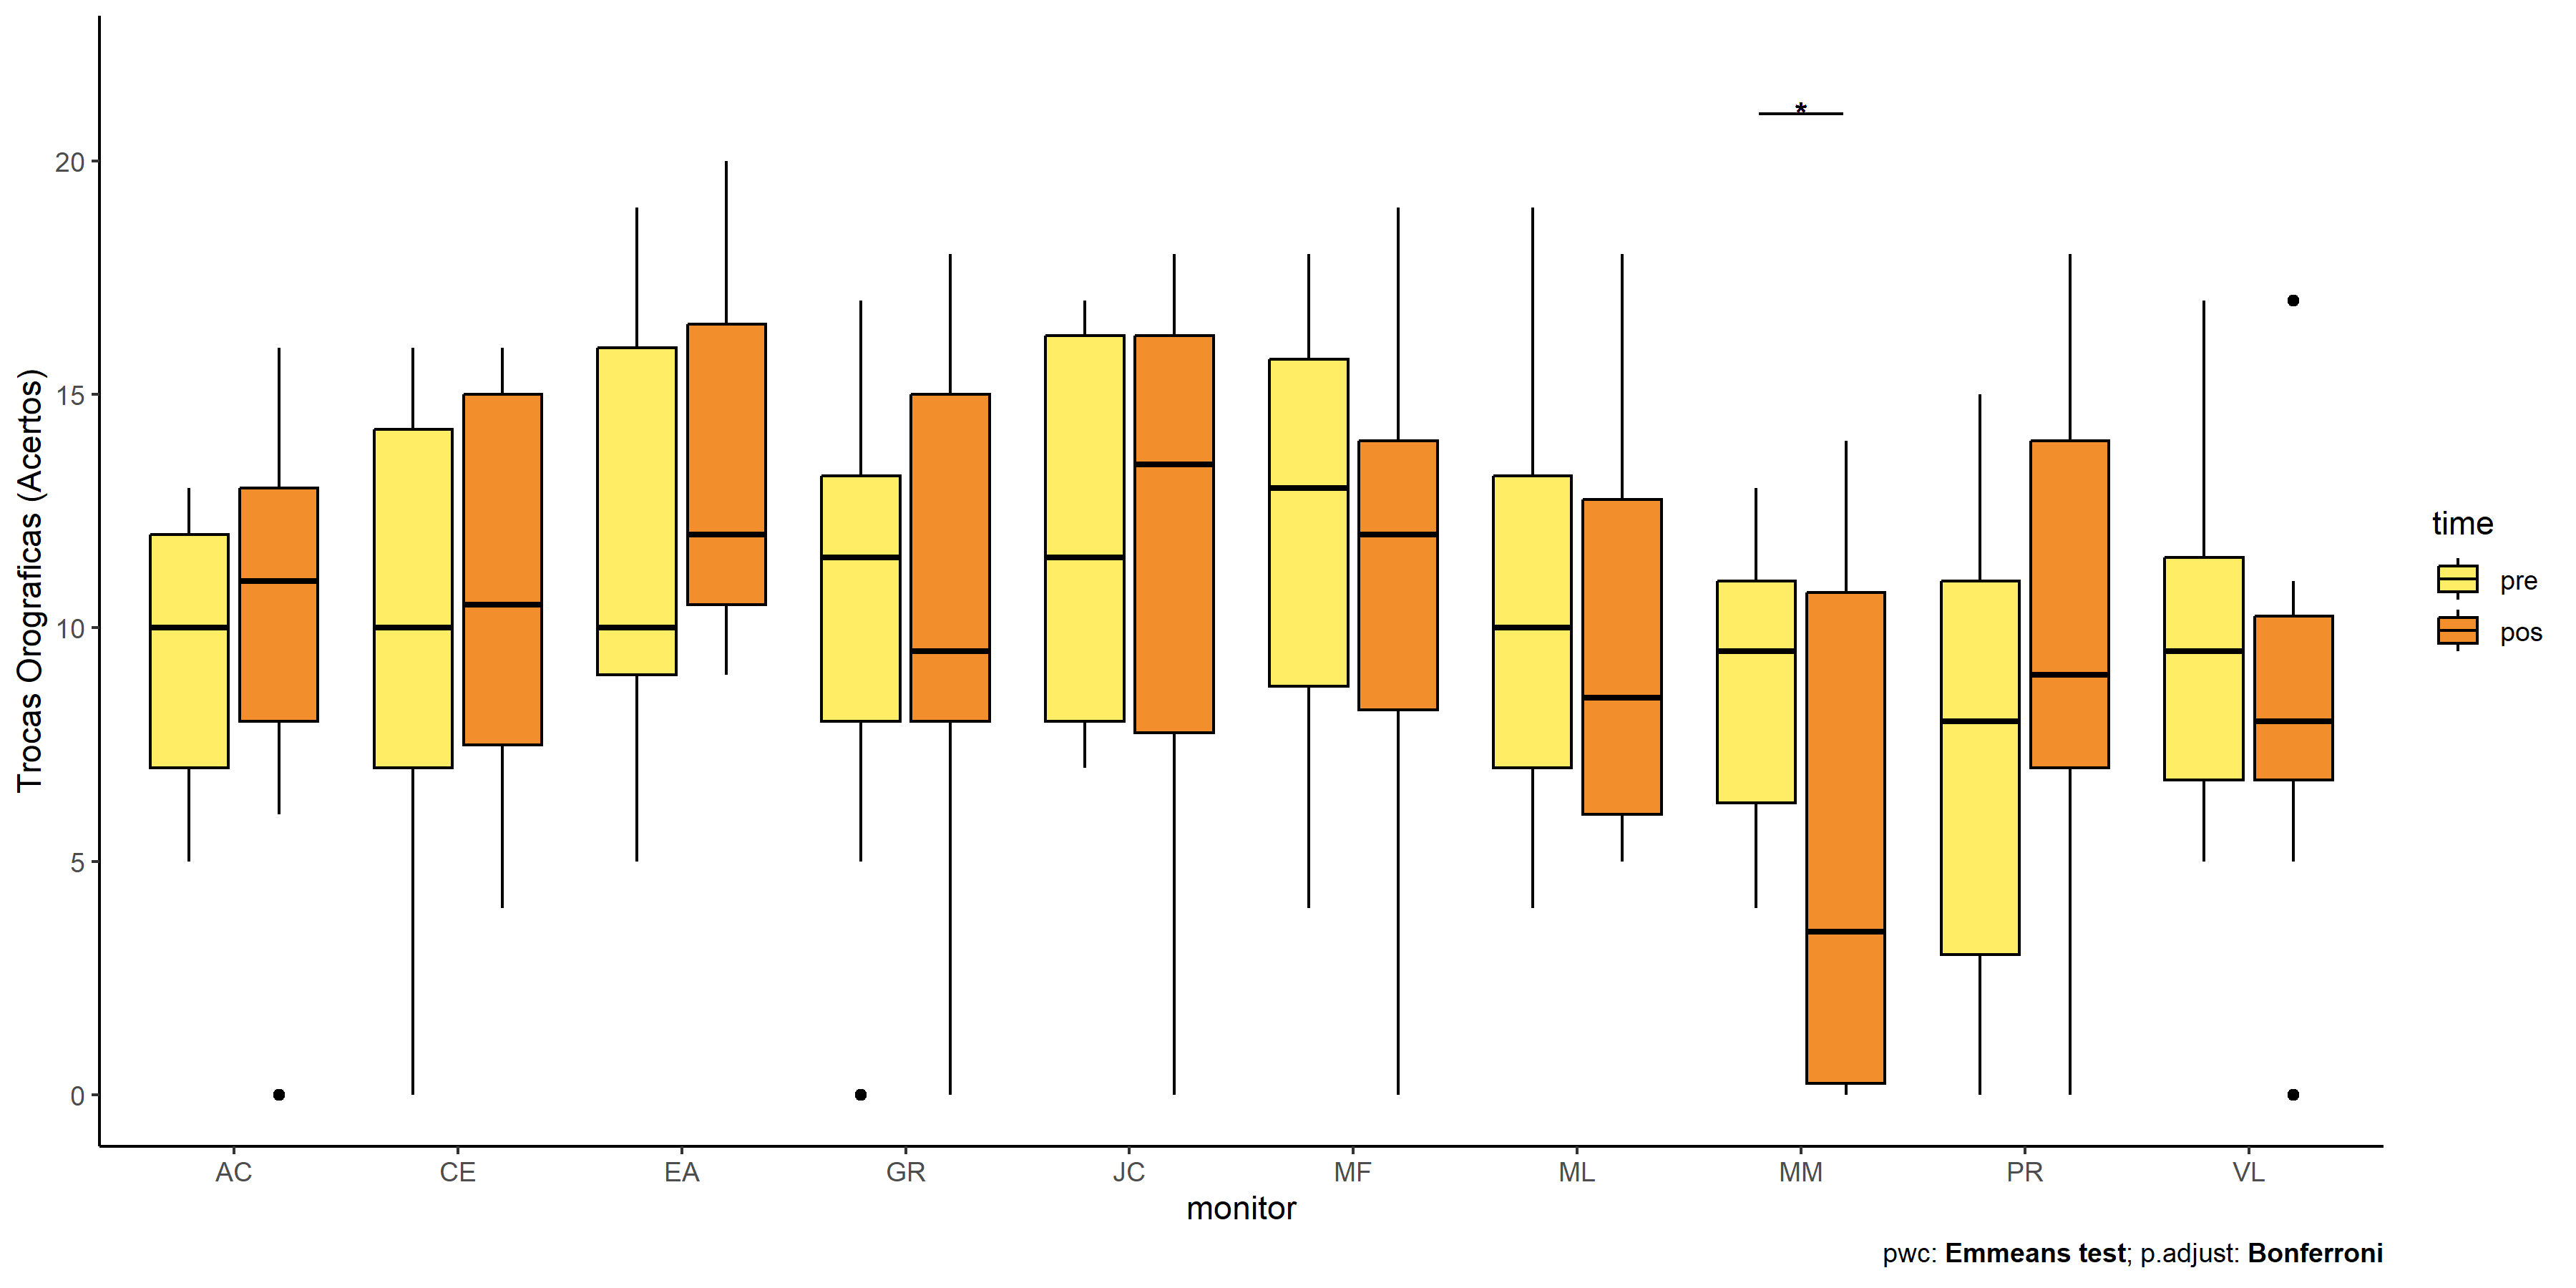 *
20
15
10
5
0
Trocas Orograficas (Acertos)
AC CE EA GR JC MF ML MM PR VL
monitor
time
pre
pos
pwc: Emmeans test; p.adjust: Bonferroni